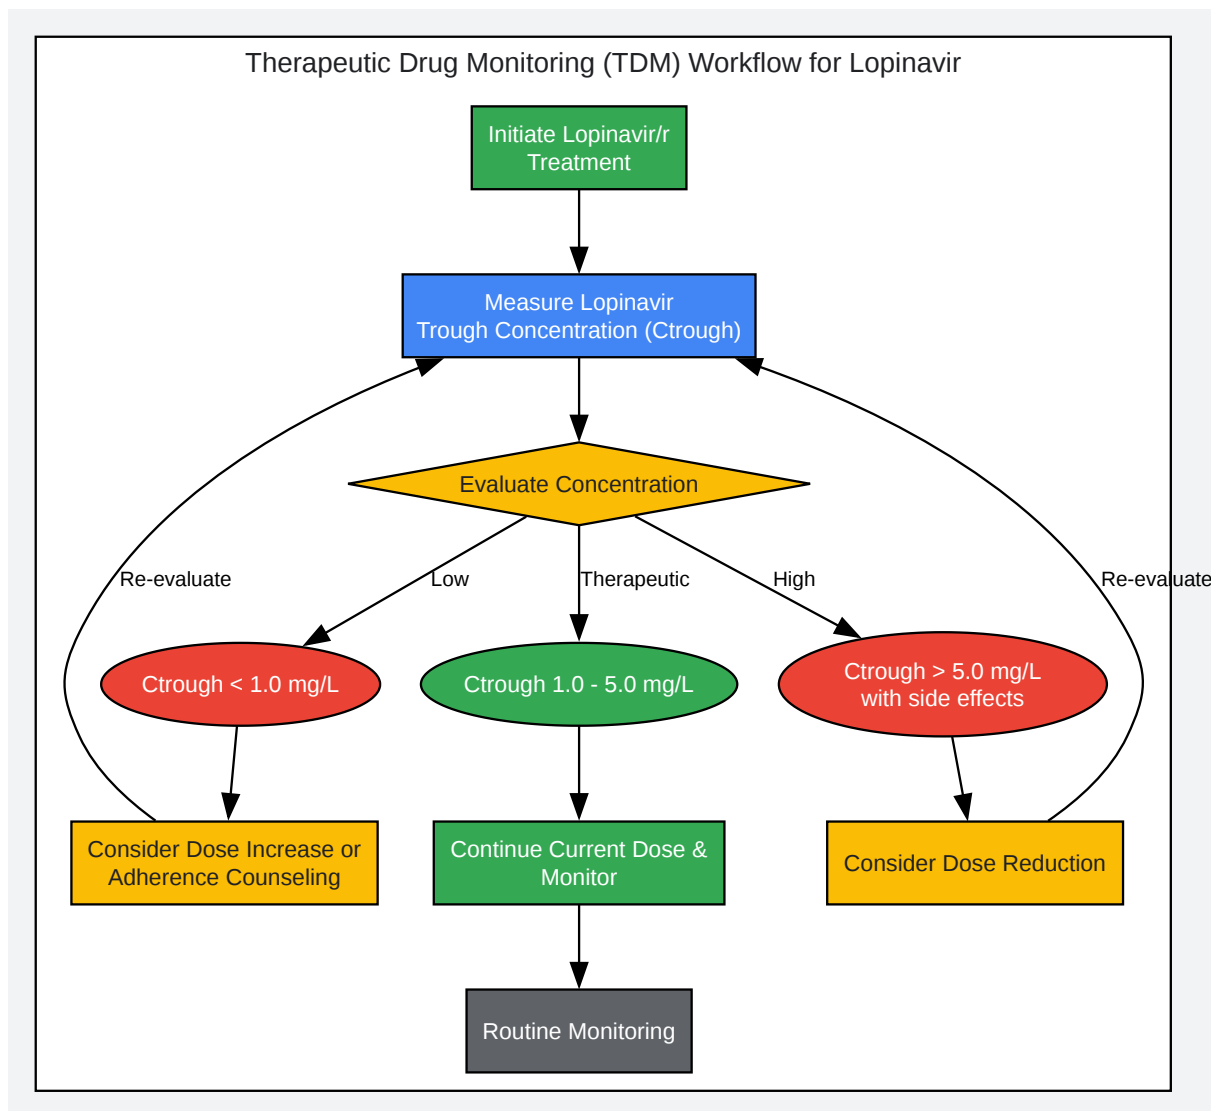 Therapeutic Drug Monitoring (TDM) Workflow for Lopinavir
Initiate Lopinavir/r
Treatment
Measure Lopinavir
Trough Concentration (Ctrough)
Evaluate Concentration
Re-evaluate
Low
Therapeutic
High
Re-evaluate
Ctrough < 1.0 mg/L
Ctrough 1.0 - 5.0 mg/L
Ctrough > 5.0 mg/L
with side effects
Consider Dose Increase or
Adherence Counseling
Continue Current Dose &
Monitor
Consider Dose Reduction
Routine Monitoring